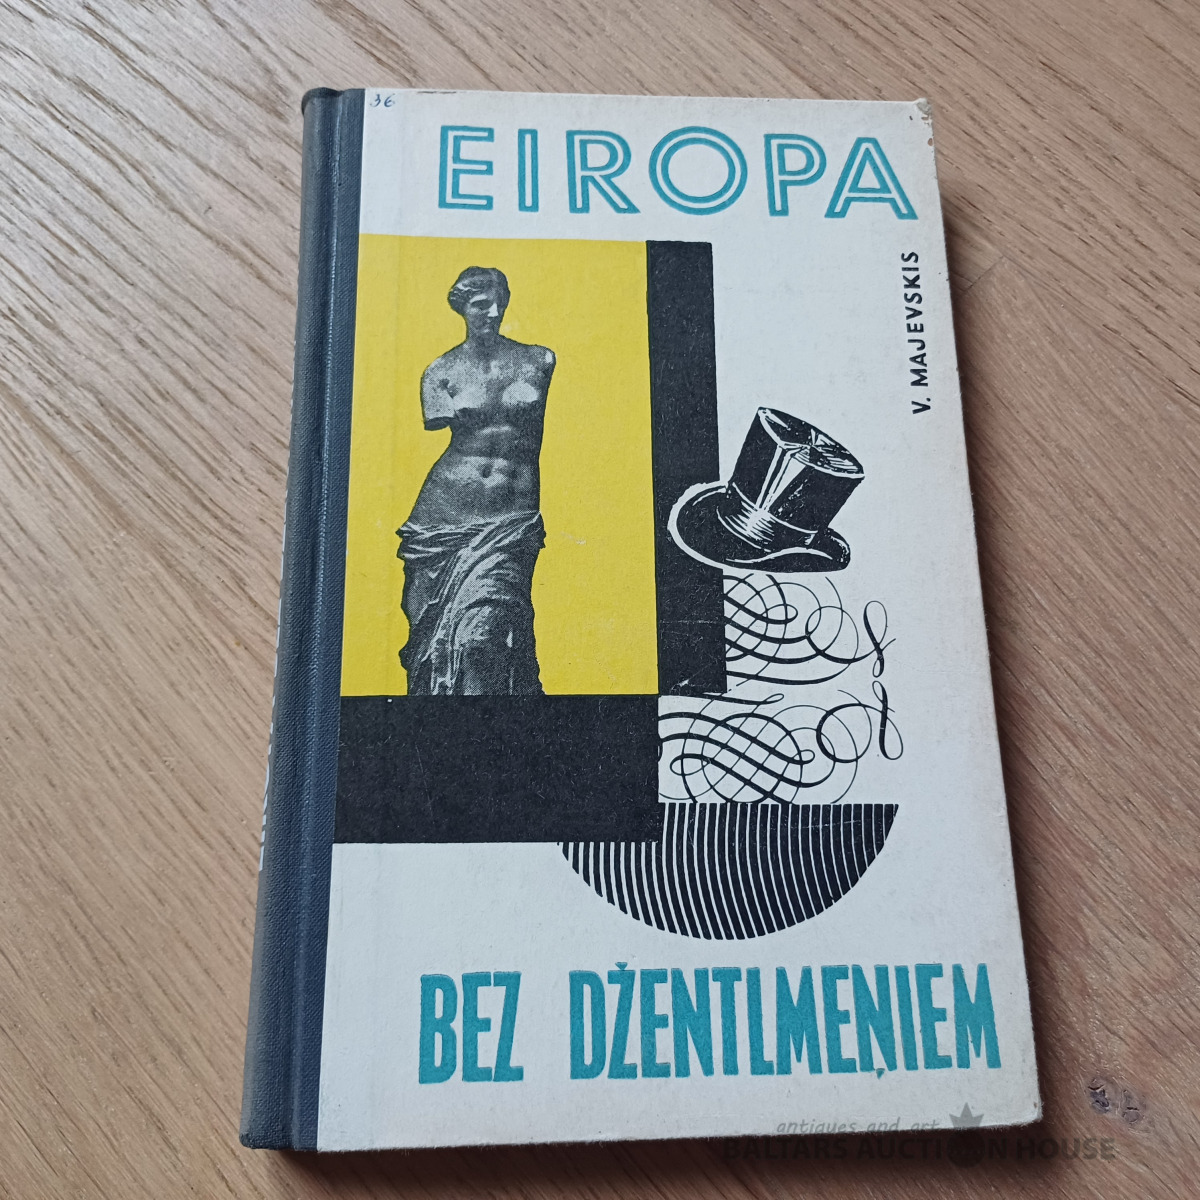 36
EIROPA
V. MAJEVSKIS
BEZ DŽENTLMEŅIEM
antiques and art
BALTARS AUCTION HOUSE